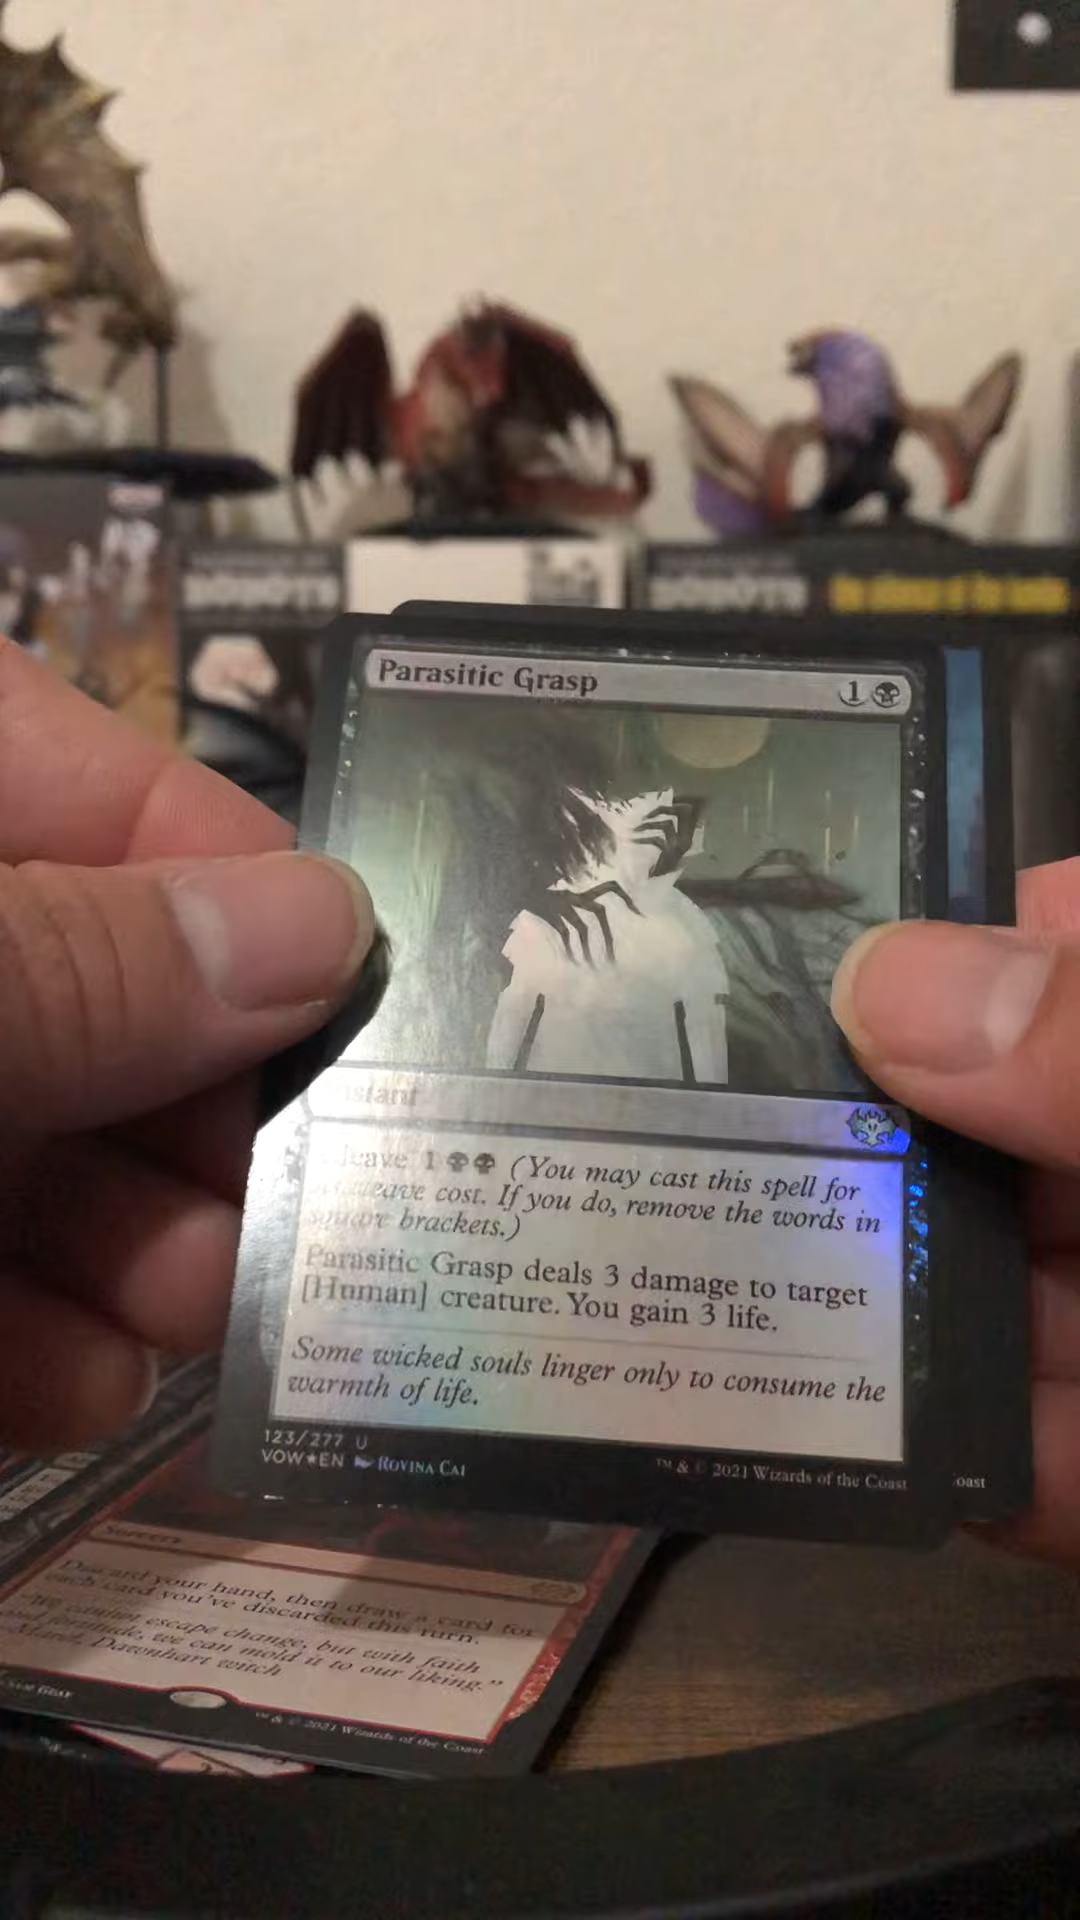 Parasitic Grasp
1
stant
leave 1 (You may cast this spell for
cleave cost. If you do, remove the words in
square brackets.)
Parasitic Grasp deals 3 damage to target
[Human] creature. You gain 3 life.
Some wicked souls linger only to consume the
warmth of life.
123/277 U
VOW★EN ROVINA CAI
™ & © 2021 Wizards of the Coast
oast
Sorcery
Discard your hand, then draw a card for
each card you've discarded this turn.
"We cannot escape change, but with faith
and fortitude, we can mold it to our liking."
Dawnhart witch
™ & © 2021 Wizards of the Coast